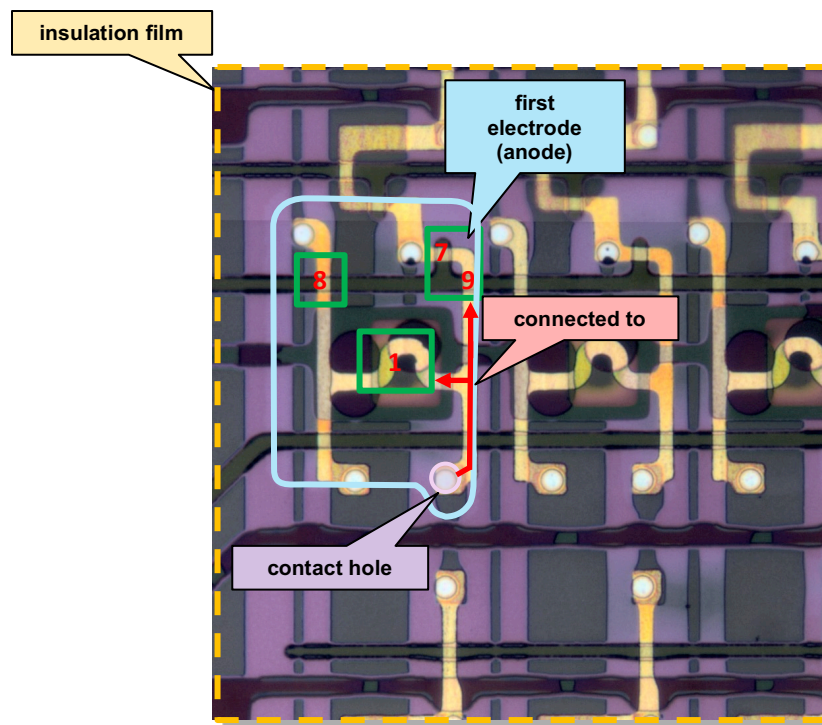 insulation film
first
electrode
(anode)
7
8
9
connected to
1
contact hole